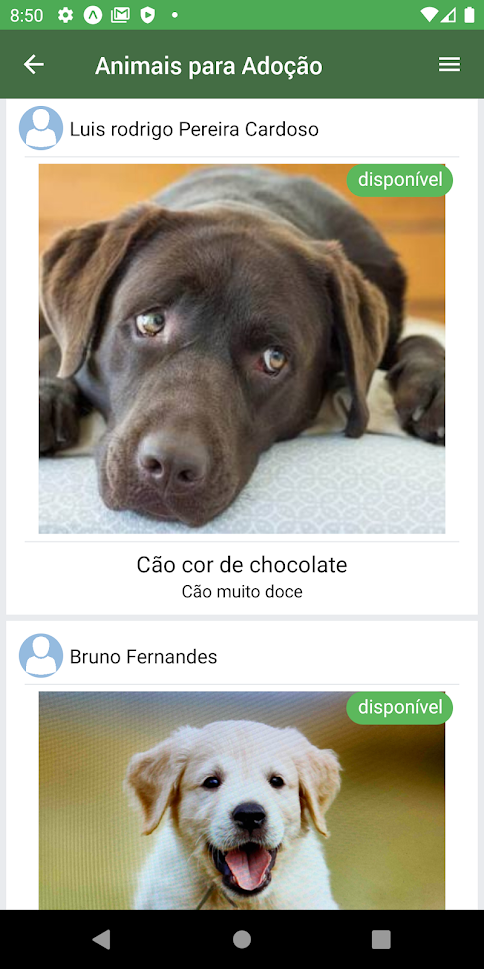 8:50
Animais para Adoção
Luis rodrigo Pereira Cardoso
disponível
Cão cor de chocolate
Cão muito doce
Bruno Fernandes
disponível